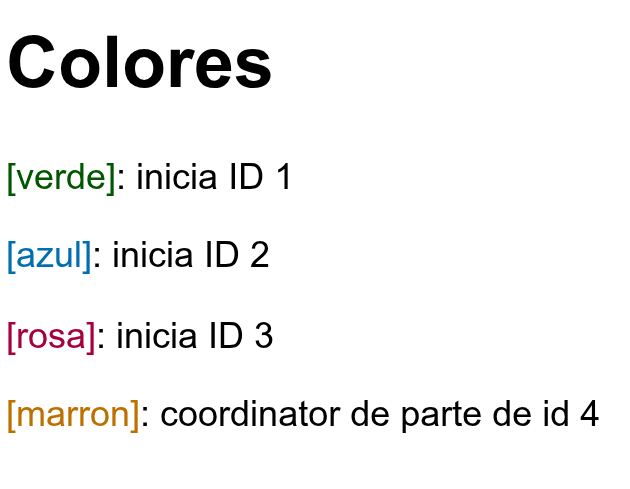 Colores
[verde]: inicia ID 1
[azul]: inicia ID 2
[rosa]: inicia ID 3
[marron]: coordinator de parte de id 4